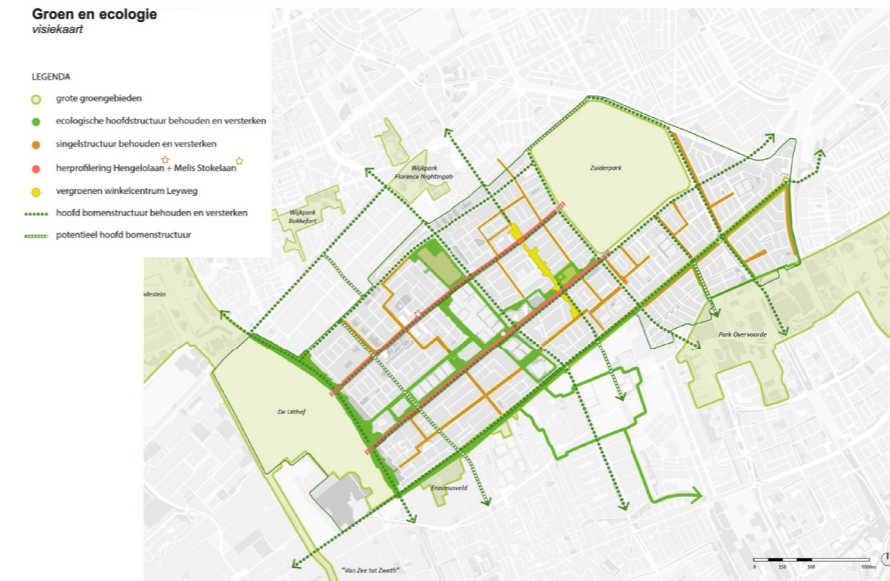 Groen en ecologie
visiekaart
LEGENDA
grote groengebieden
ecologische hoofdstructuur behouden en versterken
singelstructuur behouden en versterken
herprofilering Hengelolaan + Melis Stokelaan
vergroenen winkelcentrum Leyweg
hoofd bomenstructuur behouden en versterken
potentieel hoofd bomenstructuur
Zuiderpark
Wijkpark
Florence Nightingale
Wijkpark
Bokkefort
Park Overvoorde
De Uithof
Erasmusveld
"Van Zee tot Zweth"
0 250 500 1000m